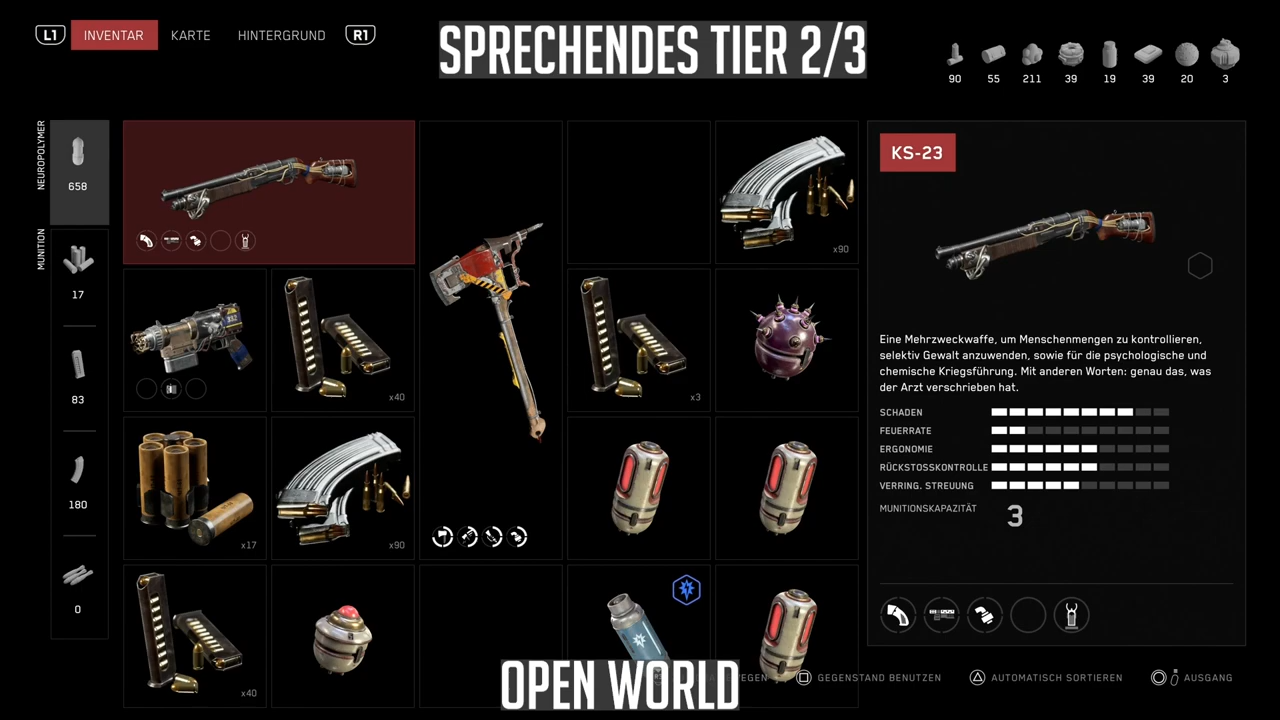 L1 INVENTAR KARTE HINTERGRUND R1
SPRECHENDES TIER 2/3
90 55 211 39 19 39 20 3
NEUROPOLYMER
658
MUNITION
17
83
180
0
x90
x40
x3
x17
x90
x40
KS-23
Eine Mehrzweckwaffe, um Menschenmengen zu kontrollieren,
selektiv Gewalt anzuwenden, sowie für die psychologische und
chemische Kriegsführung. Mit anderen Worten: genau das, was
der Arzt verschrieben hat.
SCHADEN
FEUERRATE
ERGONOMIE
RÜCKSTOSSKONTROLLE
VERRING. STREUUNG
MUNITIONSKAPAZITÄT 3
OPEN WORLD
GEGENSTAND BENUTZEN AUTOMATISCH SORTIEREN AUSGANG